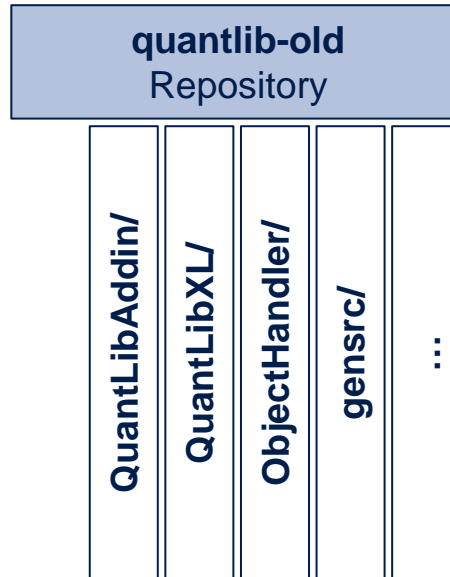 quantlib-old
Repository
QuantLibAddin/
QuantLibXL/
ObjectHandler/
gensrc/
...